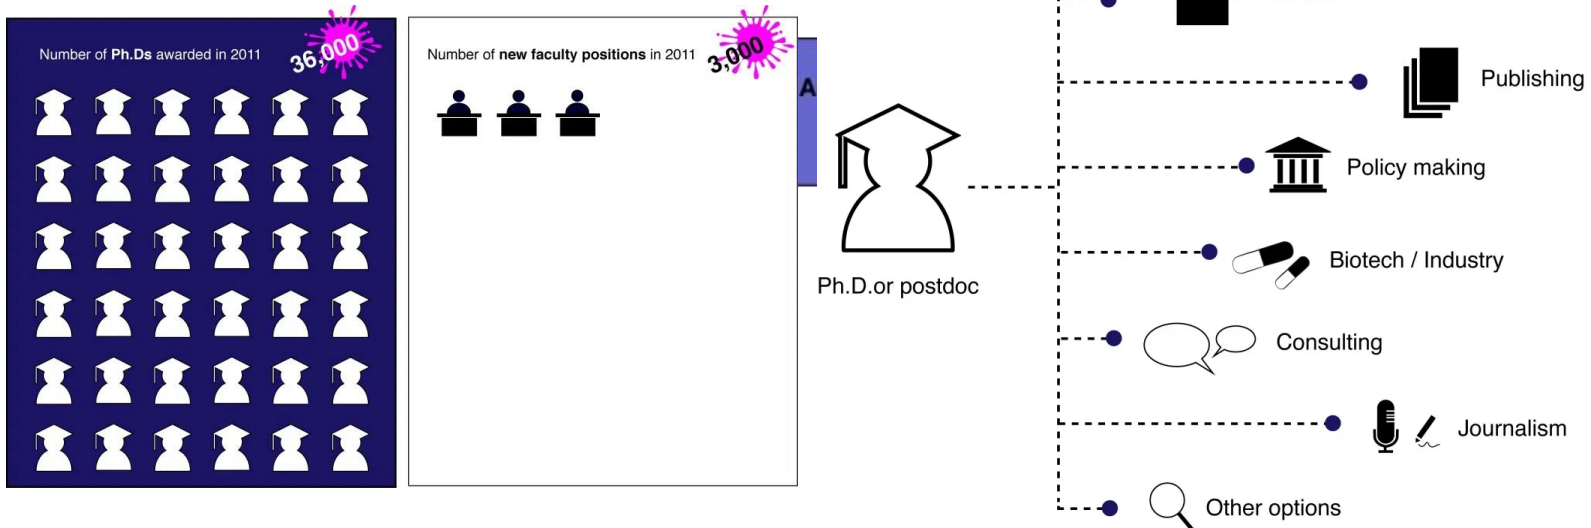 Number of Ph.Ds awarded in 2011
36,000
Number of new faculty positions in 2011
3,000
A
Ph.D.or postdoc
Publishing
Policy making
Biotech / Industry
Consulting
Journalism
Other options